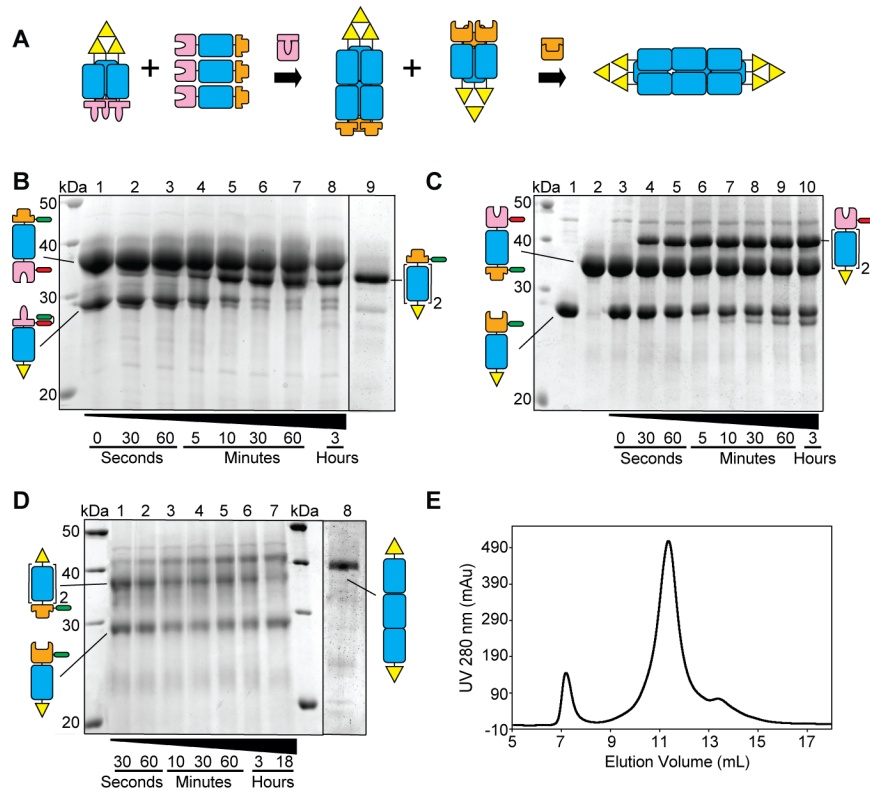 A
B
kDa 1 2 3 4 5 6 7 8 9
50
40
30
20
2
0 30 60 5 10 30 60 3
Seconds Minutes Hours
C
kDa 1 2 3 4 5 6 7 8 9 10
50
40
30
20
2
0 30 60 5 10 30 60 3
Seconds Minutes Hours
D
kDa 1 2 3 4 5 6 7 kDa 8
50
40
30
20
2
30 60 10 30 60 3 18
Seconds Minutes Hours
E
UV 280 nm (mAu)
490
390
290
190
90
-10
5 7 9 11 13 15 17
Elution Volume (mL)